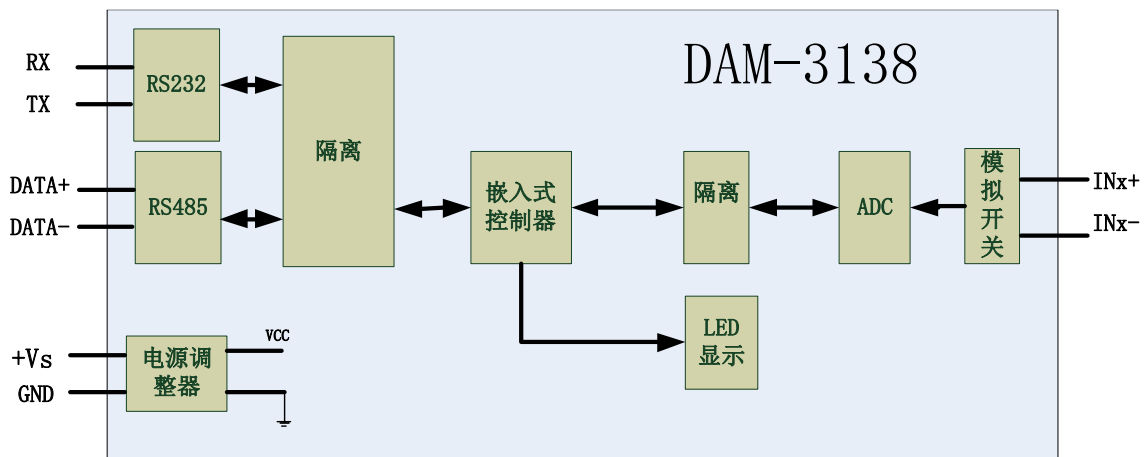 DAM-3138
RX
TX
RS232
DATA+
DATA-
RS485
隔离
嵌入式
控制器
隔离
ADC
模
拟
开
关
INx+
INx-
LED
显示
+Vs
GND
电源调
整器
VCC